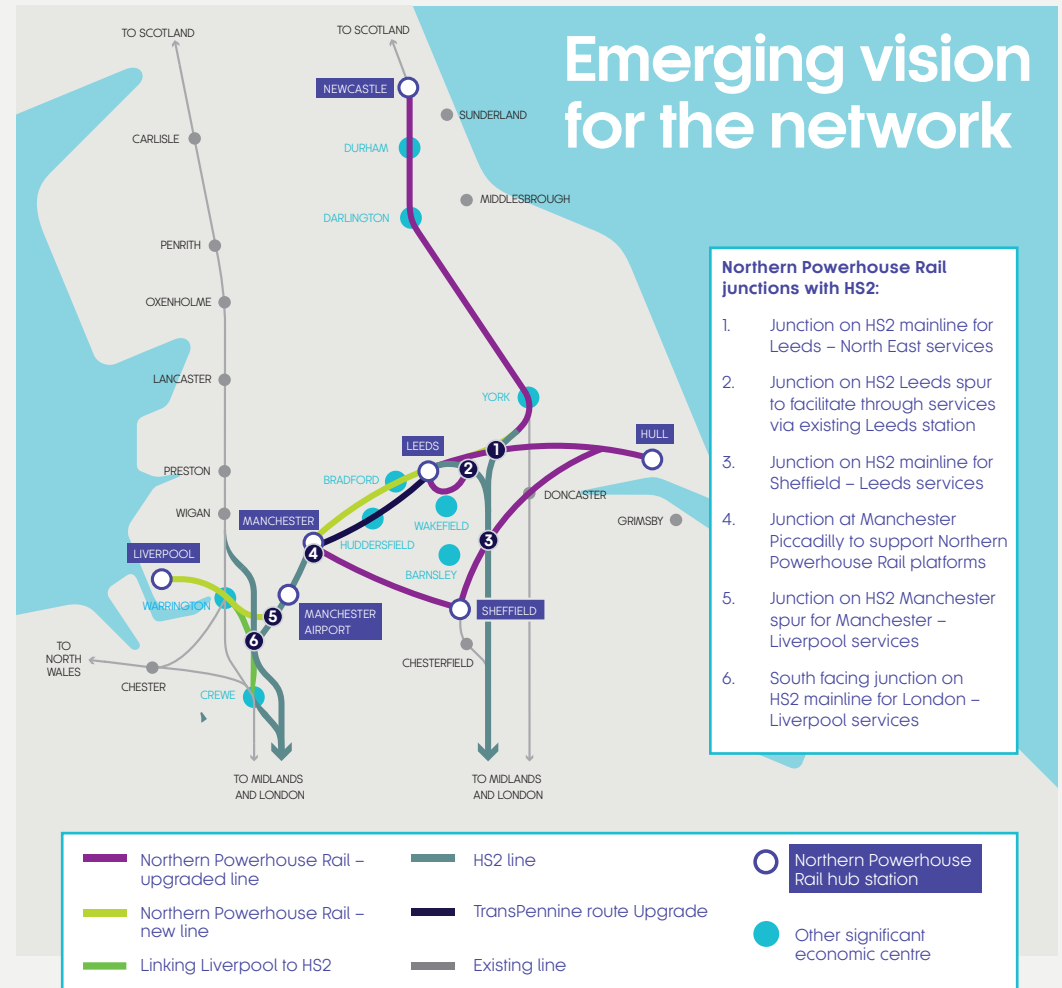 Emerging vision
for the network
TO SCOTLAND
TO SCOTLAND
NEWCASTLE
SUNDERLAND
CARLISLE
DURHAM
MIDDLESBROUGH
DARLINGTON
PENRITH
OXENHOLME
LANCASTER
YORK
HULL
LEEDS
1
2
PRESTON
BRADFORD
DONCASTER
WIGAN
MANCHESTER
WAKEFIELD
GRIMSBY
HUDDERSFIELD
3
4
LIVERPOOL
BARNSLEY
WARRINGTON
5
MANCHESTER
AIRPORT
SHEFFIELD
6
TO
NORTH
WALES
CHESTER
CHESTERFIELD
CREWE
TO MIDLANDS
AND LONDON
TO MIDLANDS
AND LONDON
Northern Powerhouse Rail
junctions with HS2:
1. Junction on HS2 mainline for
Leeds – North East services
2. Junction on HS2 Leeds spur
to facilitate through services
via existing Leeds station
3. Junction on HS2 mainline for
Sheffield – Leeds services
4. Junction at Manchester
Piccadilly to support Northern
Powerhouse Rail platforms
5. Junction on HS2 Manchester
spur for Manchester –
Liverpool services
6. South facing junction on
HS2 mainline for London –
Liverpool services
Northern Powerhouse Rail –
upgraded line
Northern Powerhouse Rail –
new line
Linking Liverpool to HS2
HS2 line
TransPennine route Upgrade
Existing line
Northern Powerhouse
Rail hub station
Other significant
economic centre